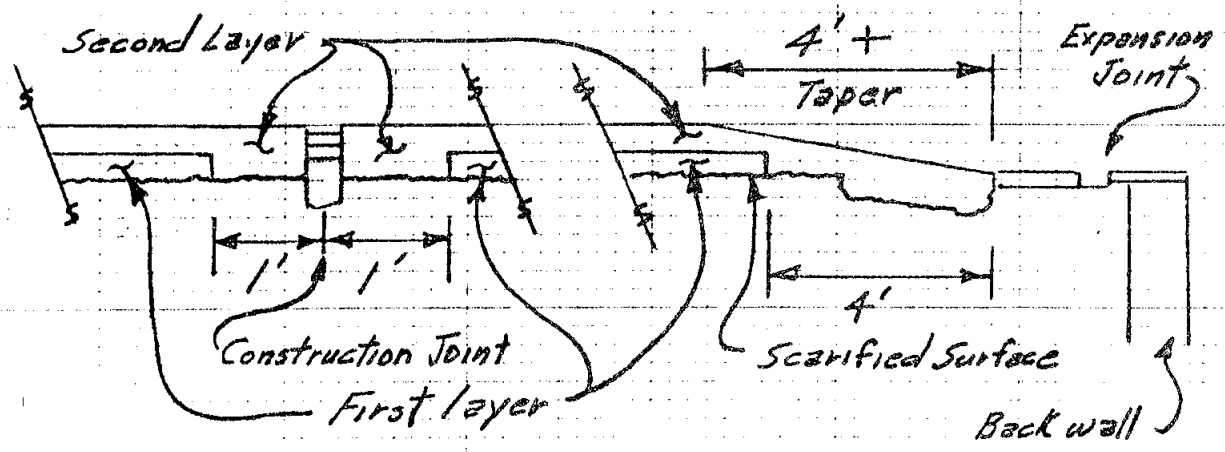 Second Layer
4' +
Taper
Expansion
Joint
1'
1'
4'
Construction Joint
Scarified Surface
First layer
Back wall